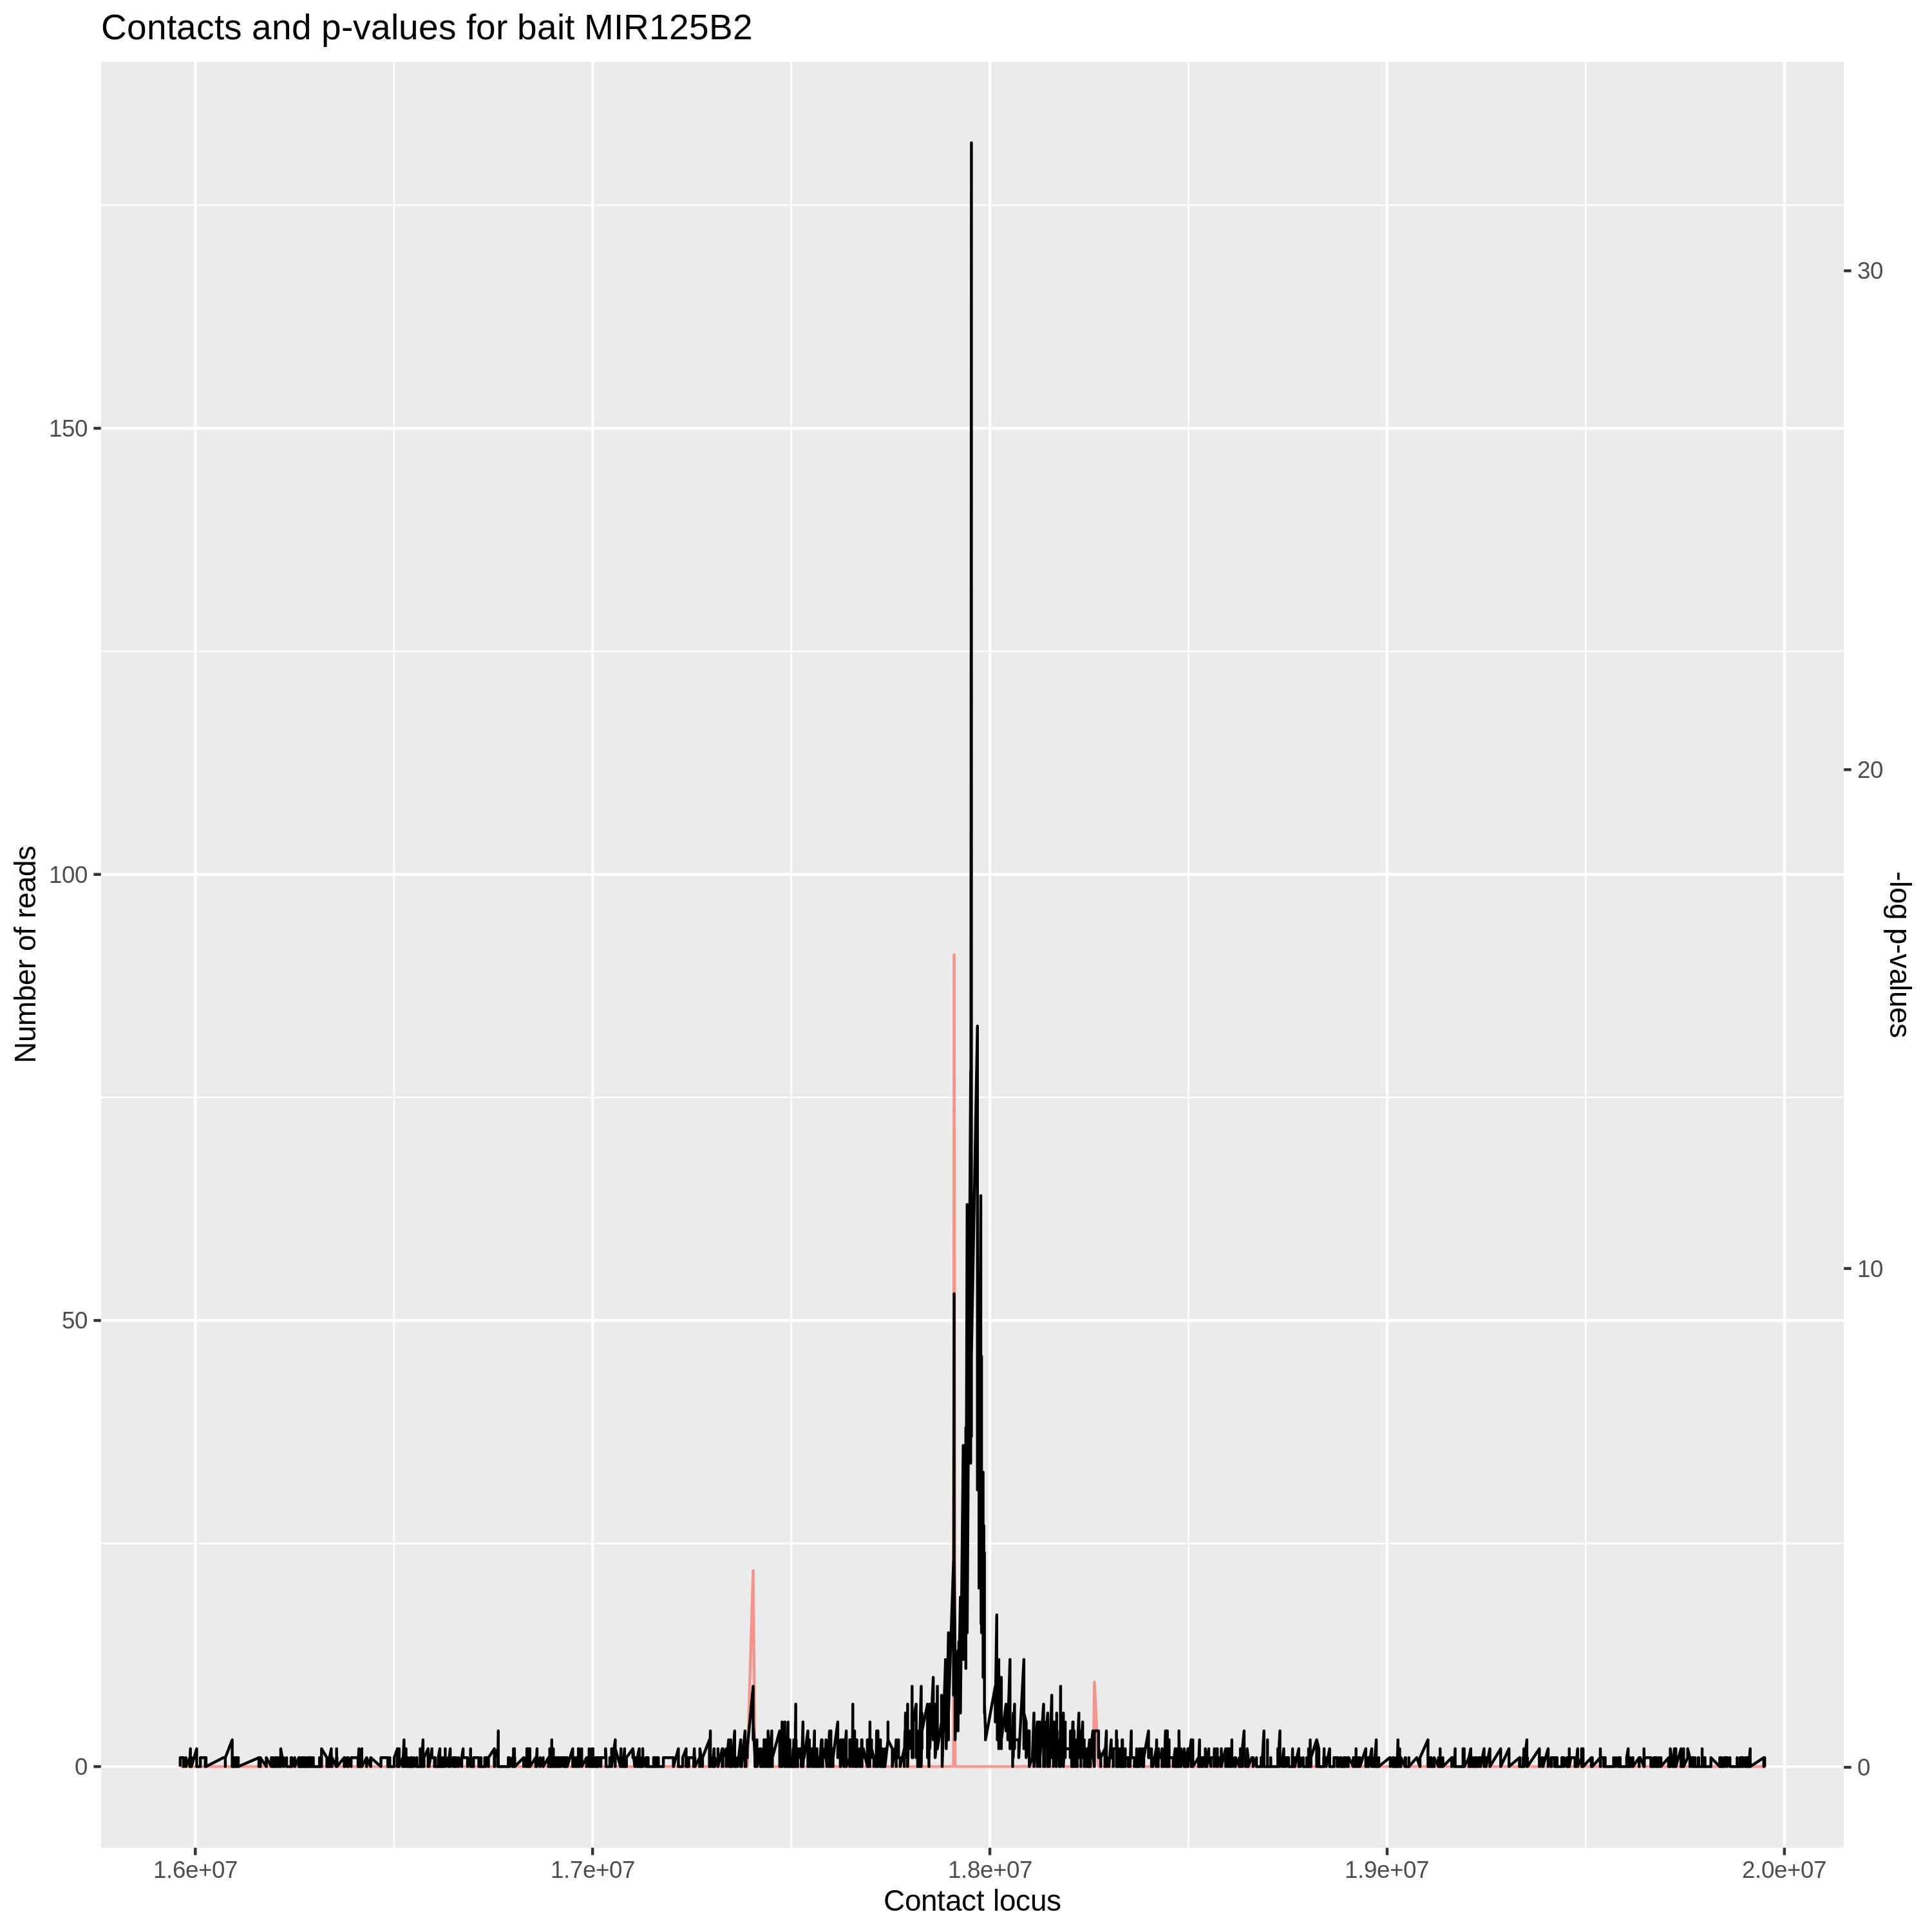 Contacts and p-values for bait MIR125B2
Number of reads
150
100
50
0
30
20
10
0
-log p-values
1.6e+07
1.7e+07
1.8e+07
1.9e+07
2.0e+07
Contact locus